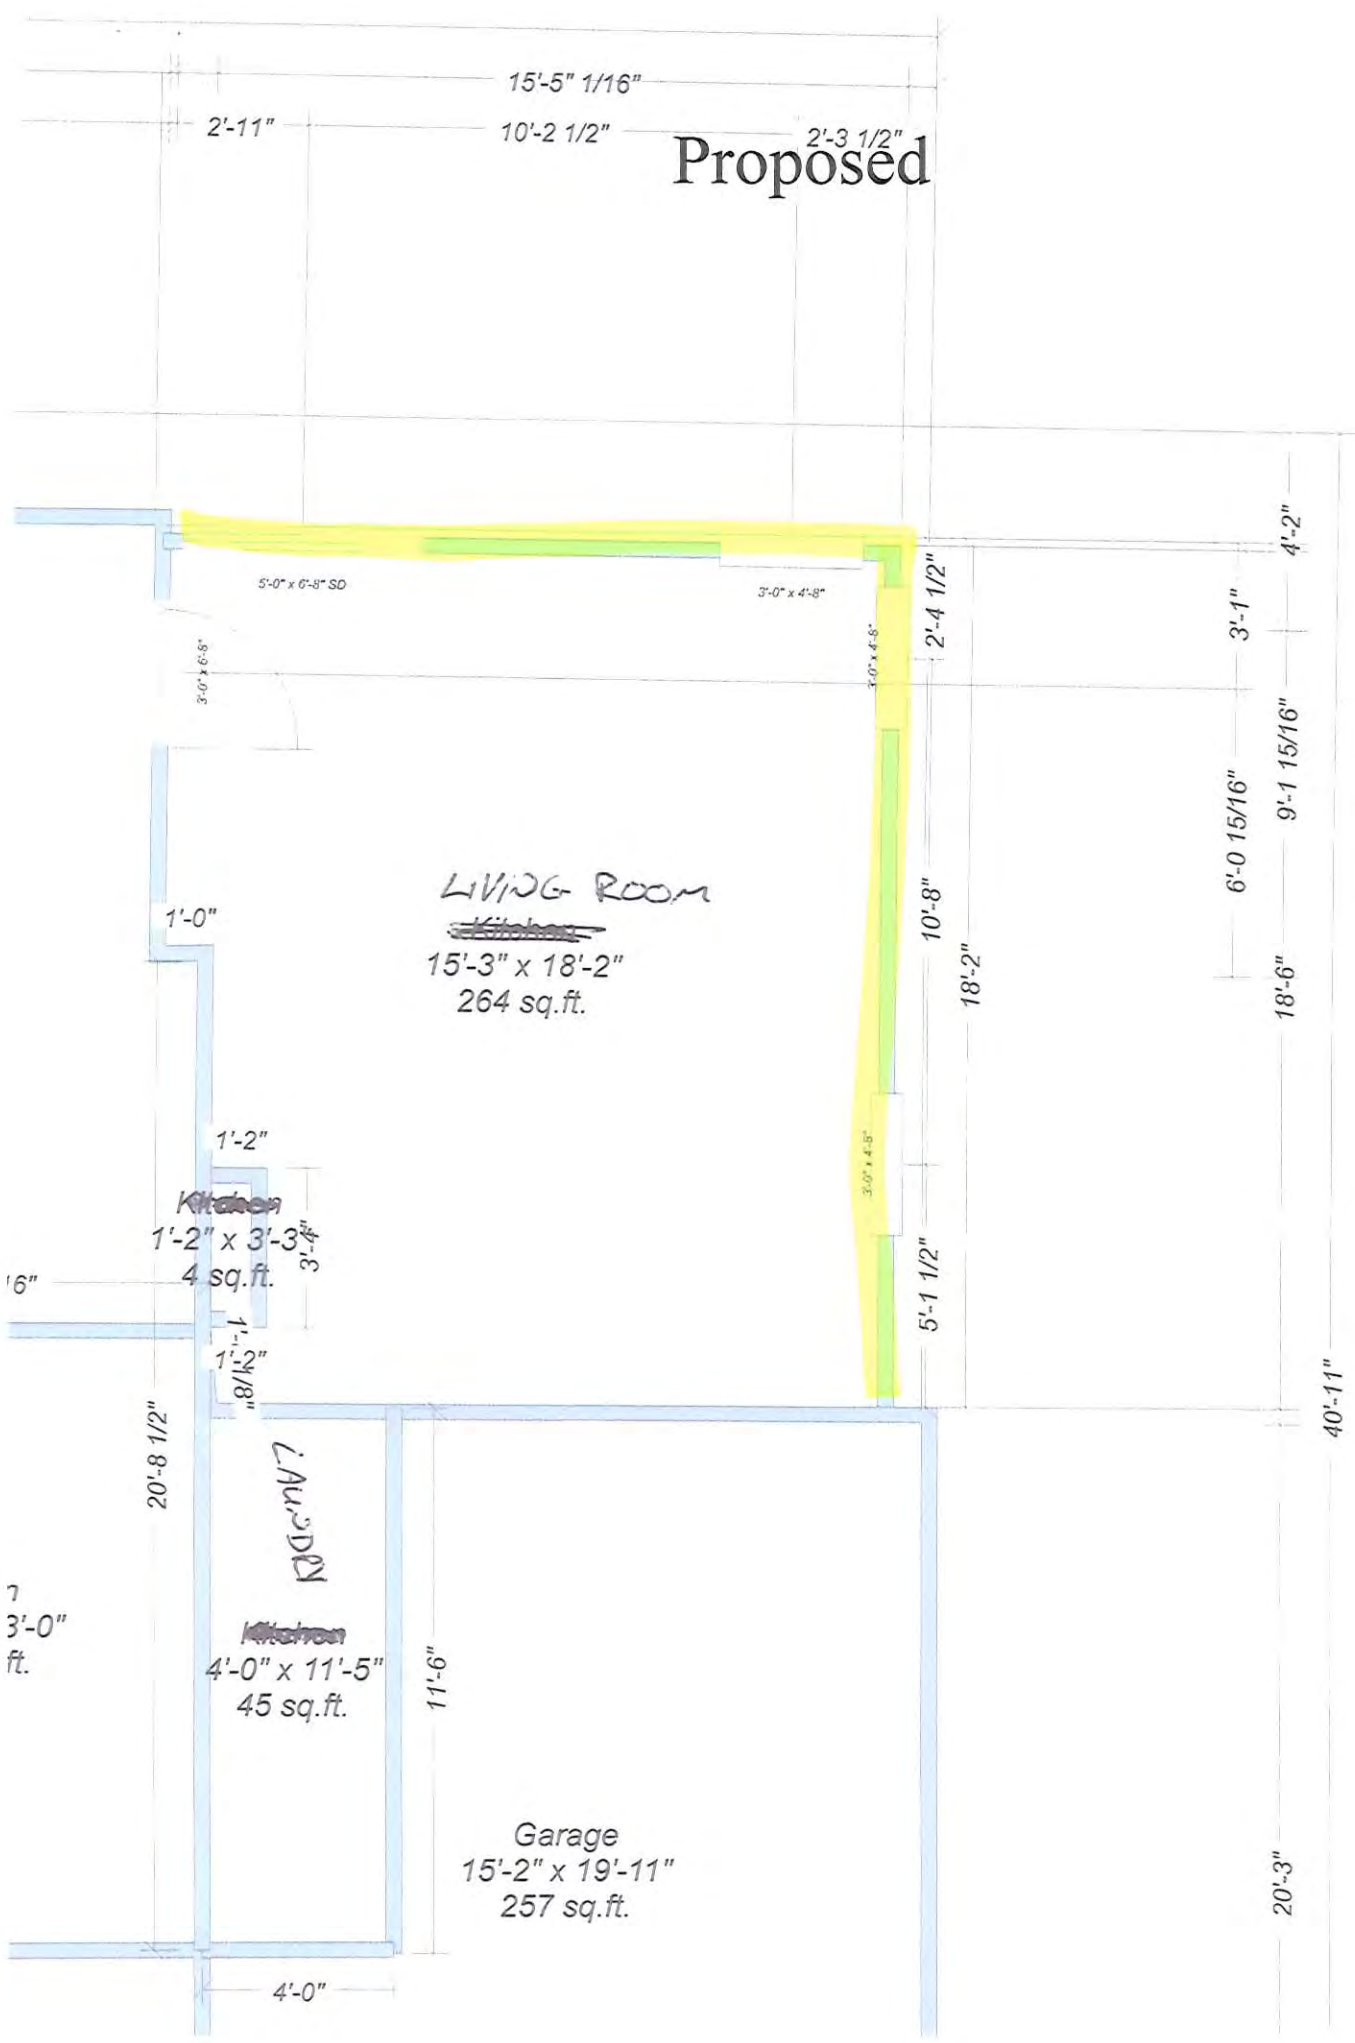 15'-5" 1/16"
2'-11"
10'-2 1/2"
2'-3 1/2"
Proposed
4'-2"
5'-0" x 6'-8" SD
3'-0" x 4'-8"
2'-4 1/2"
3'-1"
3'-0" x 6'-8"
3'-0" x 4'-8"
9'-1 15/16"
6'-0 15/16"
LIVING ROOM
Kitchen
15'-3" x 18'-2"
264 sq.ft.
1'-0"
10'-8"
18'-2"
18'-6"
1'-2"
3'-0" x 4'-8"
Kitchen
1'-2" x 3'-3"
4 sq.ft.
3'-4"
16"
5'-1 1/2"
1'-2"
1/8"
40'-11"
20'-8 1/2"
LAUNDRY
3'-0"
ft.
Kitchen
4'-0" x 11'-5"
45 sq.ft.
11'-6"
Garage
15'-2" x 19'-11"
257 sq.ft.
20'-3"
4'-0"